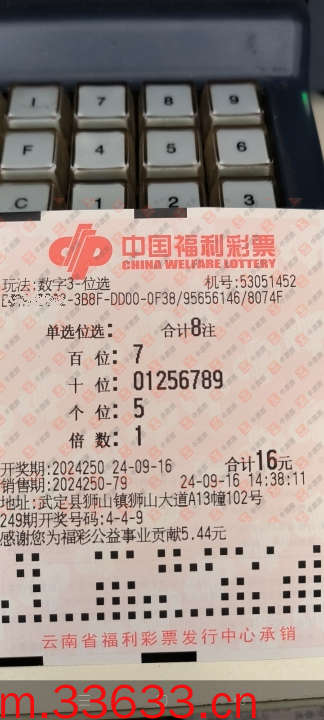 I 7 8 9
F 4 5 6
C 1 2 3
中国福利彩票
CHINA WELFARE LOTTERY
玩法:数字3-位选 机号:53051452
-3B8F-DD00-0F38/95656146/8074F
单选位选: 合计8注
百 位: 7
十 位: 01256789
个 位: 5
倍 数: 1
开奖期:2024250 24-09-16 合计16元
销售期:2024250-79 24-09-16 14:38:11
地址:武定县狮山镇狮山大道A13幢102号
249期开奖号码:4-4-9
感谢您为福彩公益事业贡献5.44元
云南省福利彩票发行中心承销
m.33633.cn